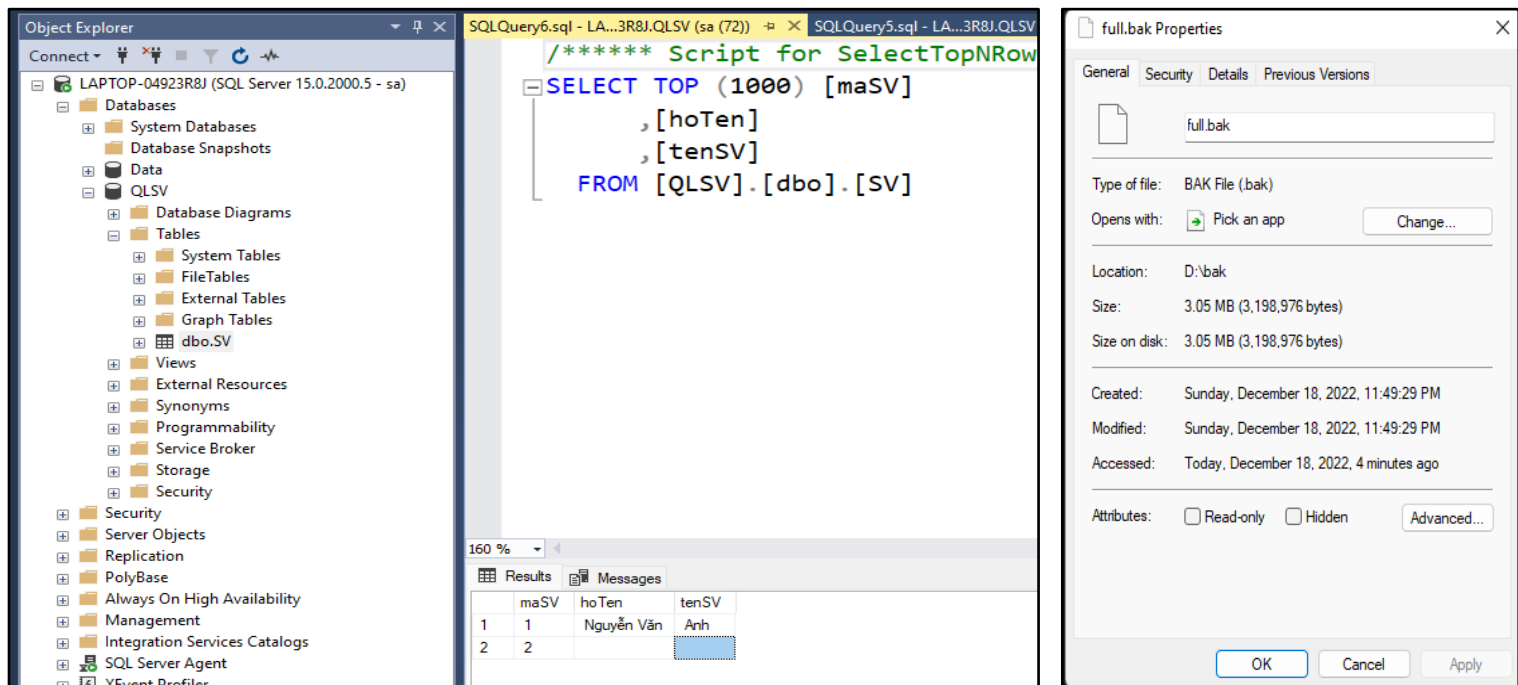 Object Explorer
Connect
LAPTOP-04923R8J (SQL Server 15.0.2000.5 - sa)
Databases
System Databases
Database Snapshots
Data
QLSV
Database Diagrams
Tables
System Tables
FileTables
External Tables
Graph Tables
dbo.SV
Views
External Resources
Synonyms
Programmability
Service Broker
Storage
Security
Security
Server Objects
Replication
PolyBase
Always On High Availability
Management
Integration Services Catalogs
SQL Server Agent
XEvent Profiler
SQLQuery6.sql - LA...3R8J.QLSV (sa (72)) SQLQuery5.sql - LA...3R8J.QLSV
/****** Script for SelectTopNRow
SELECT TOP (1000) [maSV]
,[hoTen]
,[tenSV]
FROM [QLSV].[dbo].[SV]
160 %
Results Messages
maSV hoTen tenSV
1 1 Nguyễn Văn Anh
2 2
full.bak Properties
General Security Details Previous Versions
full.bak
Type of file: BAK File (.bak)
Opens with: Pick an app Change...
Location: D:\bak
Size: 3.05 MB (3,198,976 bytes)
Size on disk: 3.05 MB (3,198,976 bytes)
Created: Sunday, December 18, 2022, 11:49:29 PM
Modified: Sunday, December 18, 2022, 11:49:29 PM
Accessed: Today, December 18, 2022, 4 minutes ago
Attributes: Read-only Hidden Advanced...
OK Cancel Apply